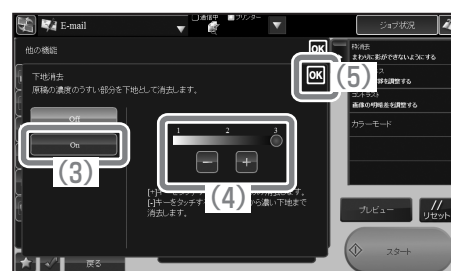 E-mail
通信中
プリンター
ジョブ状況
他の機能
OK
枠消去
まわりに影ができないようにする
下地消去
原稿の濃度のうすい部分を下地として消去します。
OK
(5)
を調整する
コントラスト
画像の明暗差を調整する
Off
カラーモード
On
(3)
1 2 3
- +
(4)
[+]キーをタッチす
[-]キーをタッチす から濃い下地まで
消去します。
プレビュー
リセット
戻る
スタート